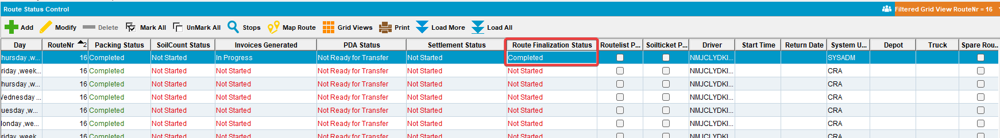 Route Status Control Filtered Grid View RouteNr = 16
Add Modify Delete Mark All UnMark All Stops Map Route Grid Views Print Load More Load All
Day RouteNr 2 Packing Status SoilCount Status Invoices Generated PDA Status Settlement Status Route Finalization Status Routelist P... Soilticket P... Driver Start Time Return Date System U... Depot Truck Spare Rou...
hursday ,w... 16 Completed Not Started In Progress Not Ready for Transfer Not Started Completed NMJCLYDKI... SYSADM
riday ,week... 16 Completed Not Started Not Started Not Ready for Transfer Not Started Not Started NMJCLYDKI... CRA
hursday ,w... 16 Completed Not Started Not Started Not Ready for Transfer Not Started Not Started NMJCLYDKI... CRA
Wednesday ... 16 Completed Not Started Not Started Not Ready for Transfer Not Started Not Started NMJCLYDKI... CRA
uesday ,wee... 16 Completed Not Started Not Started Not Ready for Transfer Not Started Not Started NMJCLYDKI... CRA
londay ,we... 16 Completed Not Started Not Started Not Ready for Transfer Not Started Not Started NMJCLYDKI... CRA
riday ,week... 16 Completed Not Started Not Started Not Ready for Transfer Not Started Not Started NMJCLYDKI... CRA